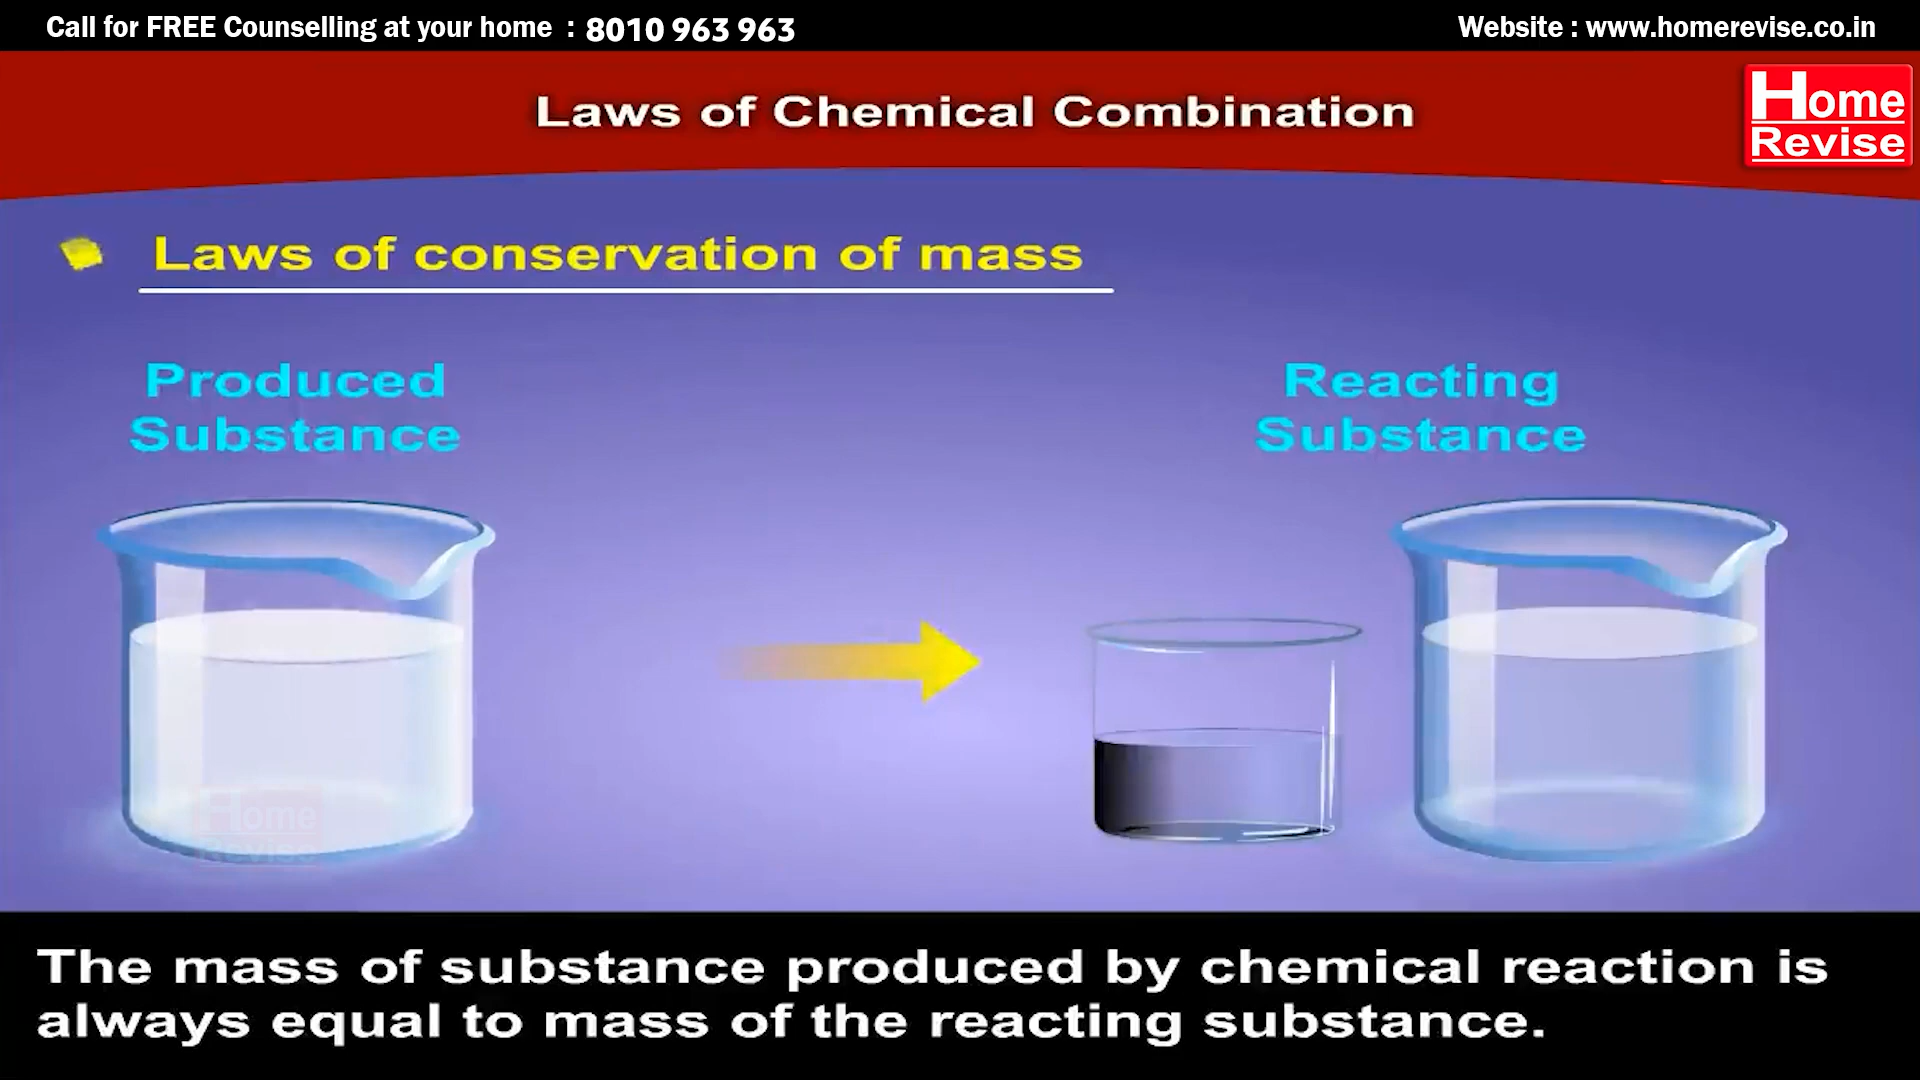 Call for FREE Counselling at your home : 8010 963 963
Website : www.homerevise.co.in
Laws of Chemical Combination
Home
Revise
Laws of conservation of mass
Produced
Substance
Reacting
Substance
Home
Revise
The mass of substance produced by chemical reaction is
always equal to mass of the reacting substance.